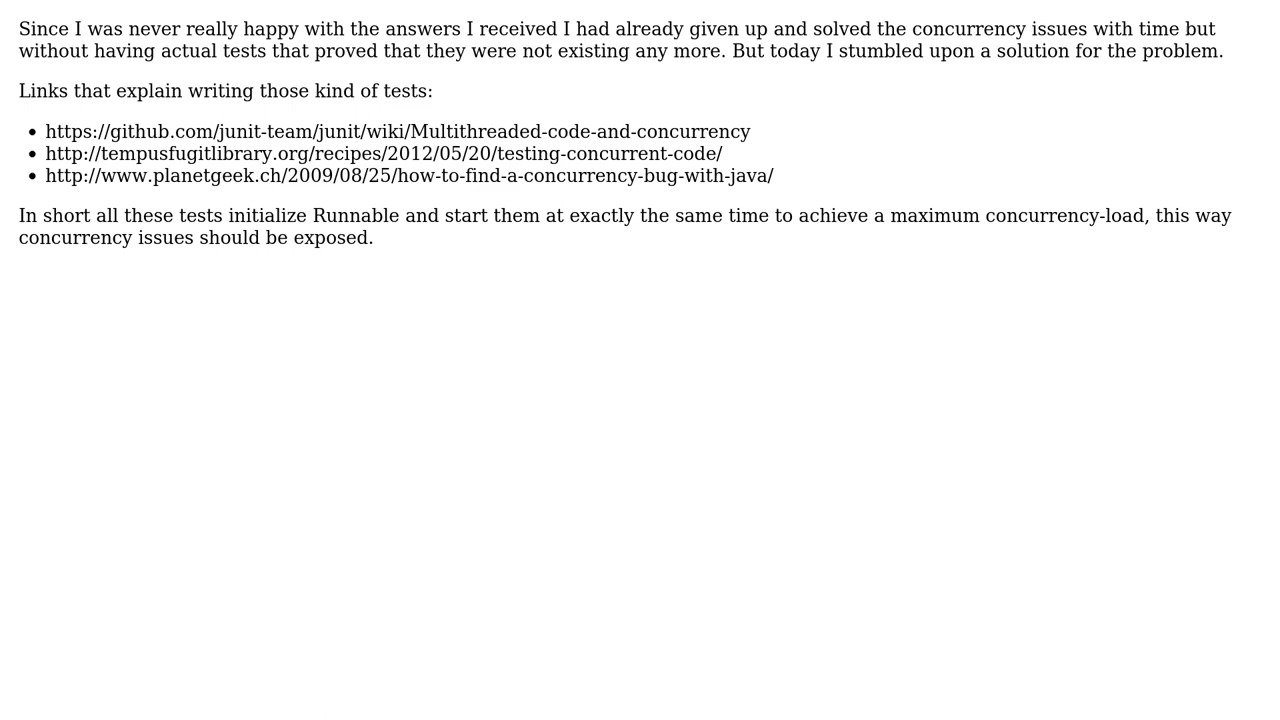 Since I was never really happy with the answers I received I had already given up and solved the concurrency issues with time but
without having actual tests that proved that they were not existing any more. But today I stumbled upon a solution for the problem.
Links that explain writing those kind of tests:
• https://github.com/junit-team/junit/wiki/Multithreaded-code-and-concurrency
• http://tempusfugitlibrary.org/recipes/2012/05/20/testing-concurrent-code/
• http://www.planetgeek.ch/2009/08/25/how-to-find-a-concurrency-bug-with-java/
In short all these tests initialize Runnable and start them at exactly the same time to achieve a maximum concurrency-load, this way
concurrency issues should be exposed.